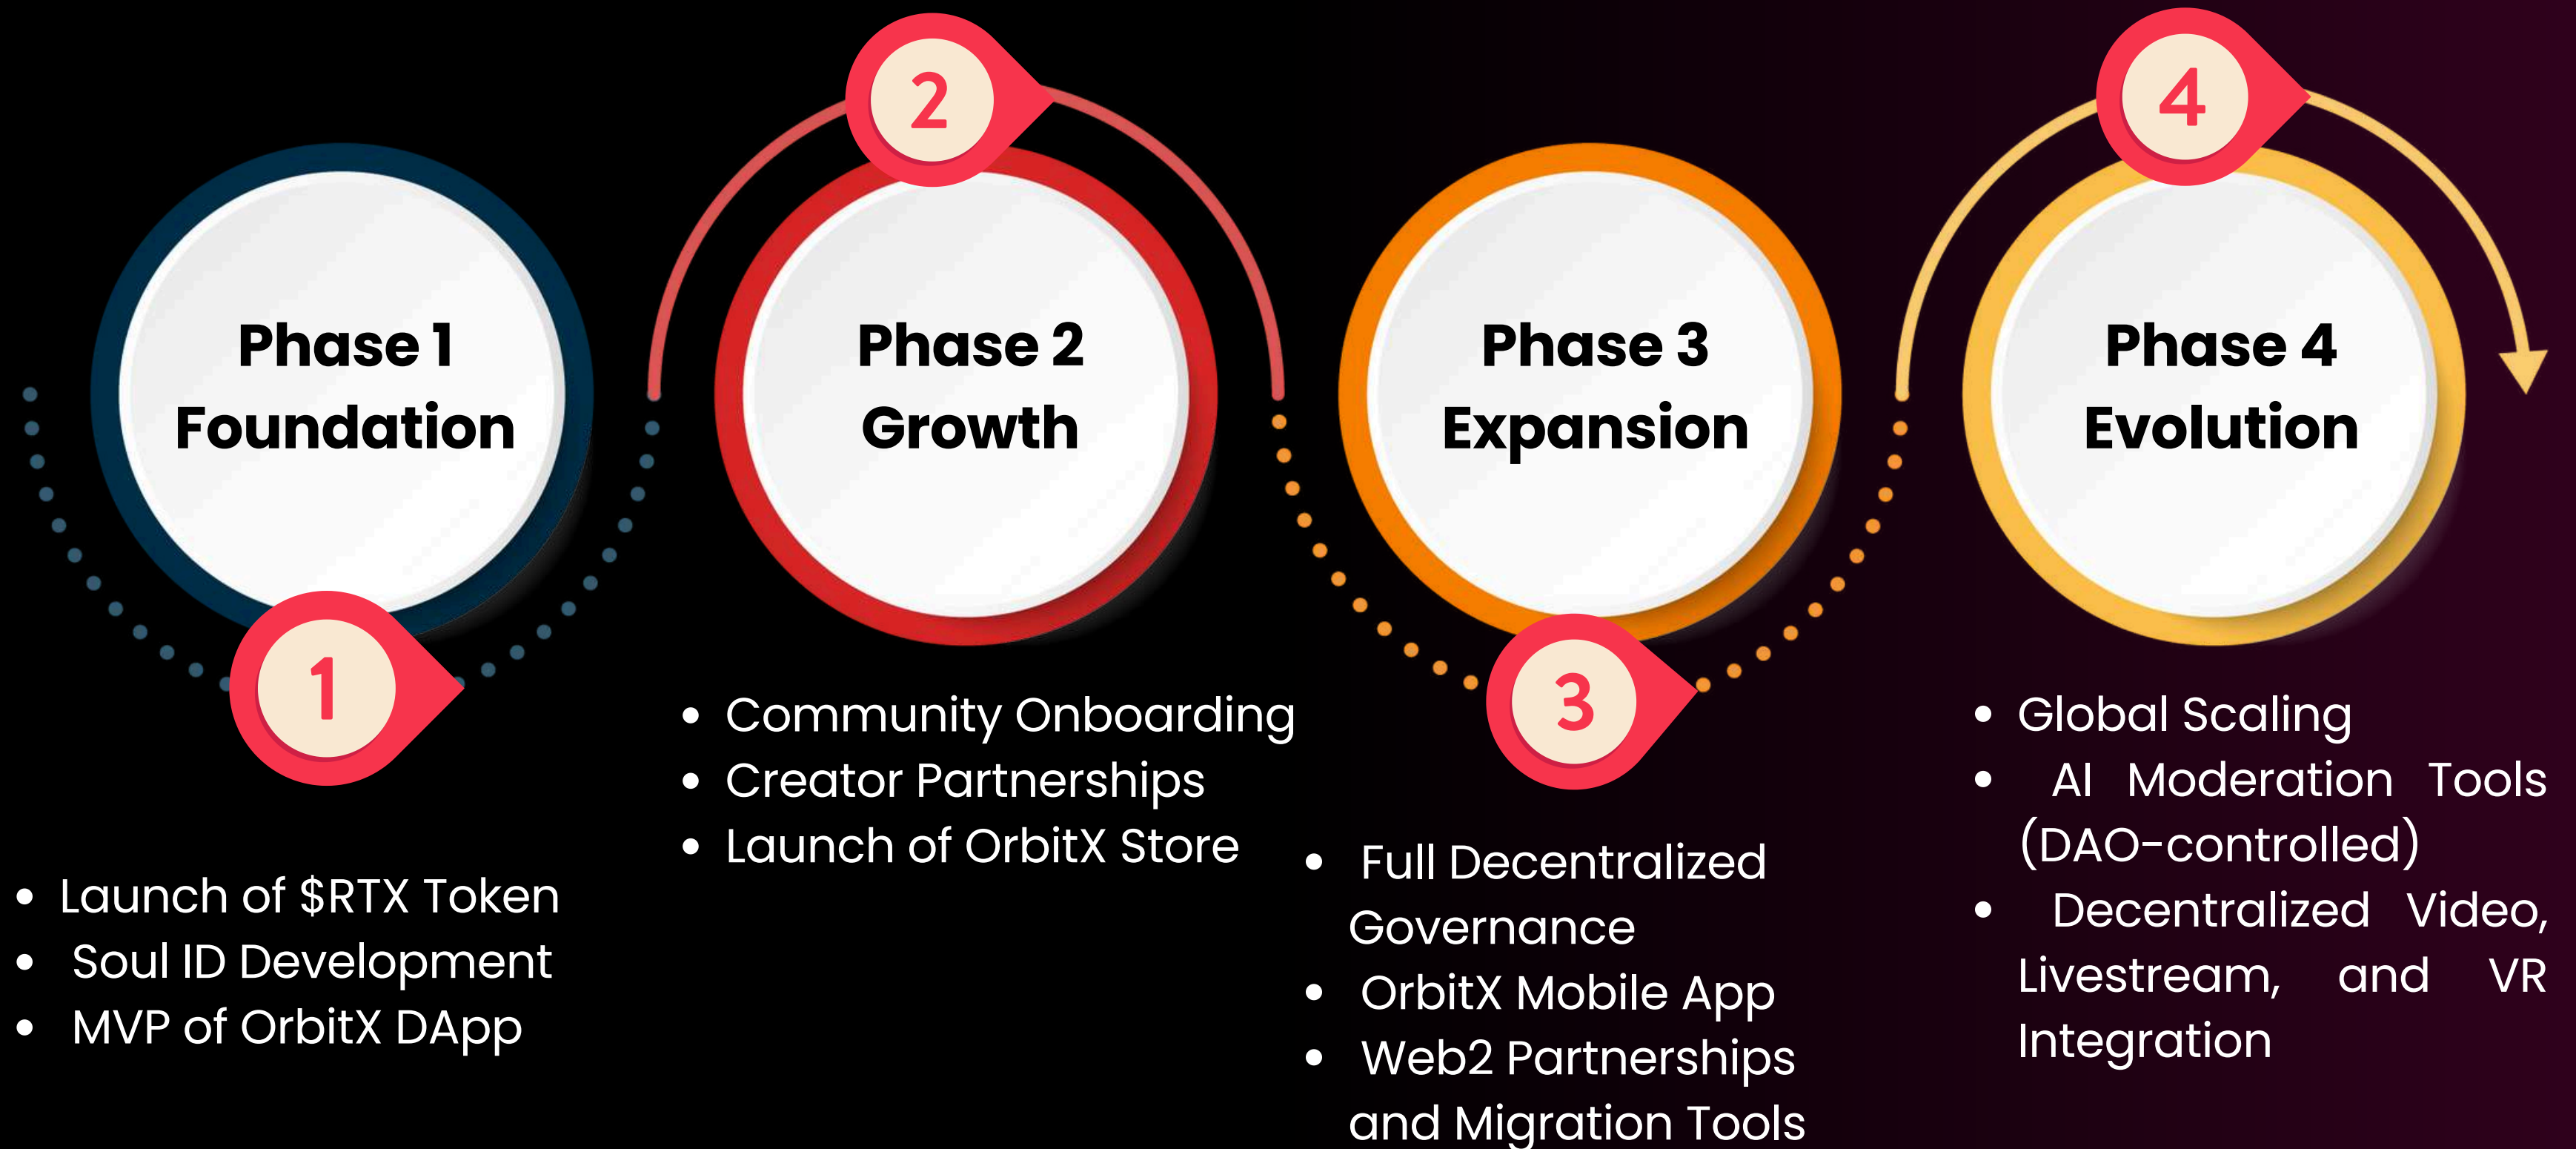 1
Phase 1
Foundation
• Launch of $RTX Token
• Soul ID Development
• MVP of OrbitX DApp
2
Phase 2
Growth
• Community Onboarding
• Creator Partnerships
• Launch of OrbitX Store
Phase 3
Expansion
3
• Full Decentralized
Governance
• OrbitX Mobile App
• Web2 Partnerships
and Migration Tools
4
Phase 4
Evolution
• Global Scaling
• AI Moderation Tools
(DAO-controlled)
• Decentralized Video,
Livestream, and VR
Integration